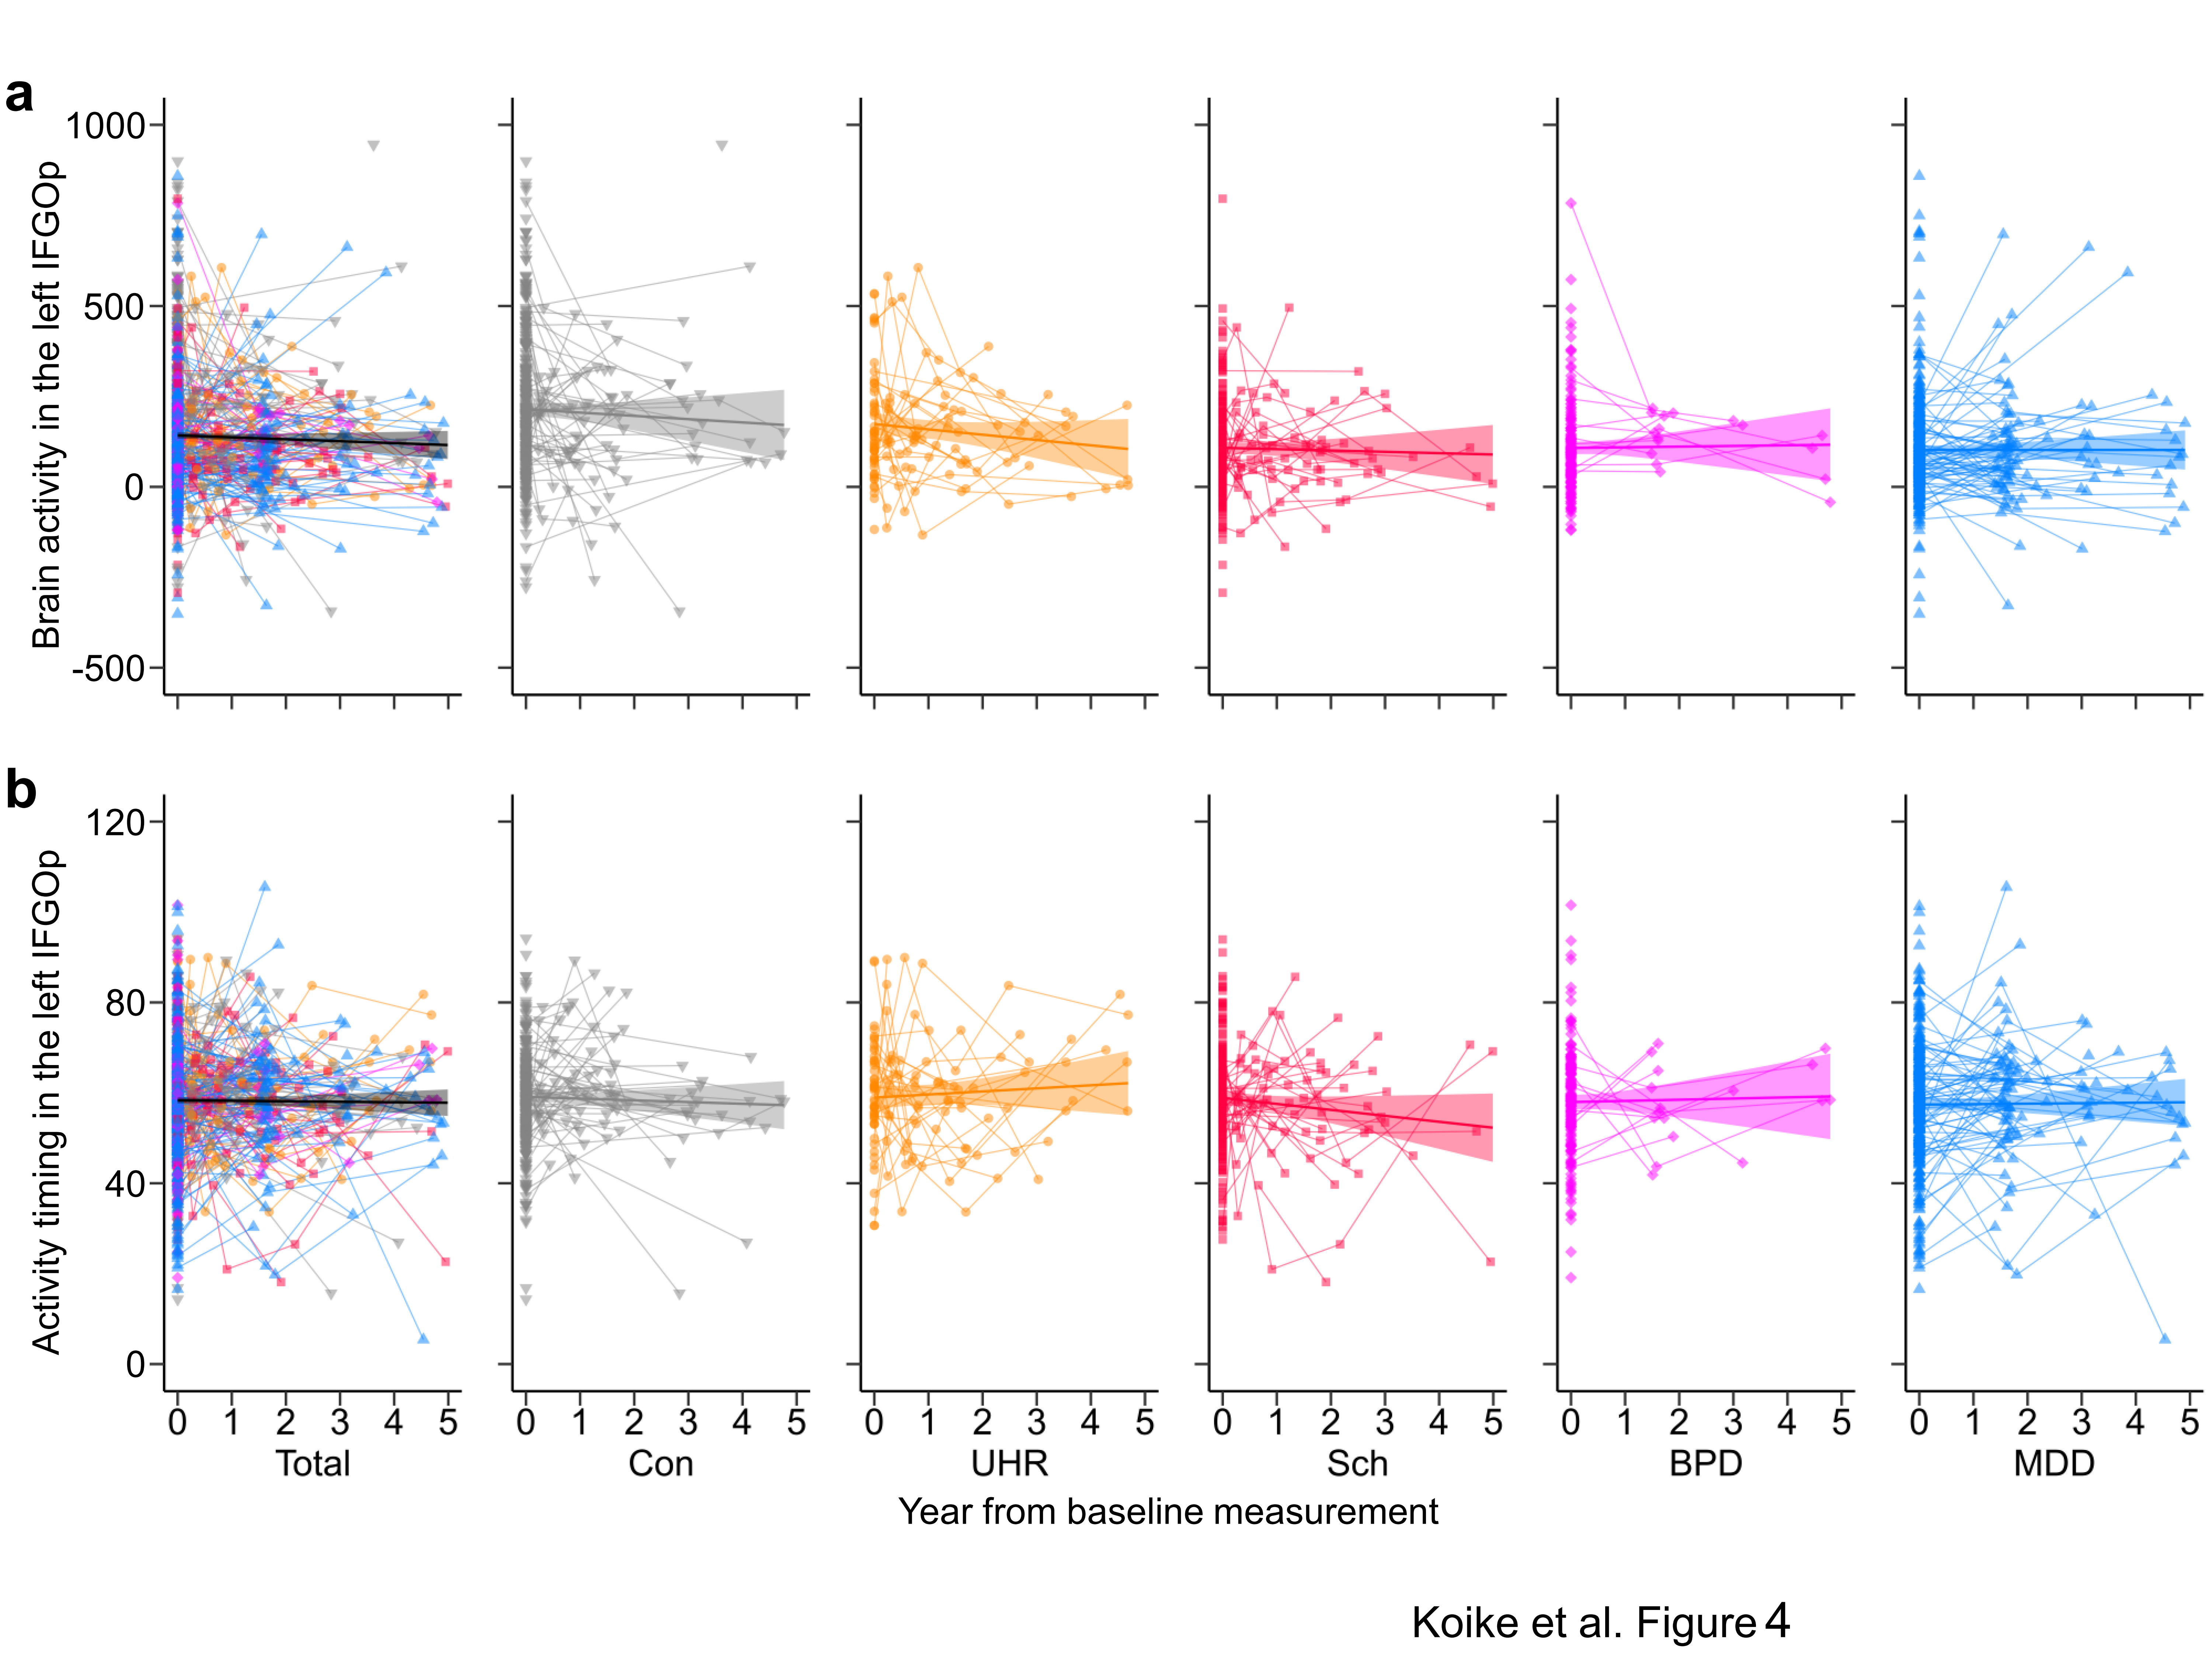 a
Brain activity in the left IFGOp
1000
500
0
-500
b
Activity timing in the left IFGOp
120
80
40
0
0 1 2 3 4 5 0 1 2 3 4 5 0 1 2 3 4 5 0 1 2 3 4 5 0 1 2 3 4 5 0 1 2 3 4 5
Total Con UHR Sch BPD MDD
Year from baseline measurement
Koike et al. Figure 4